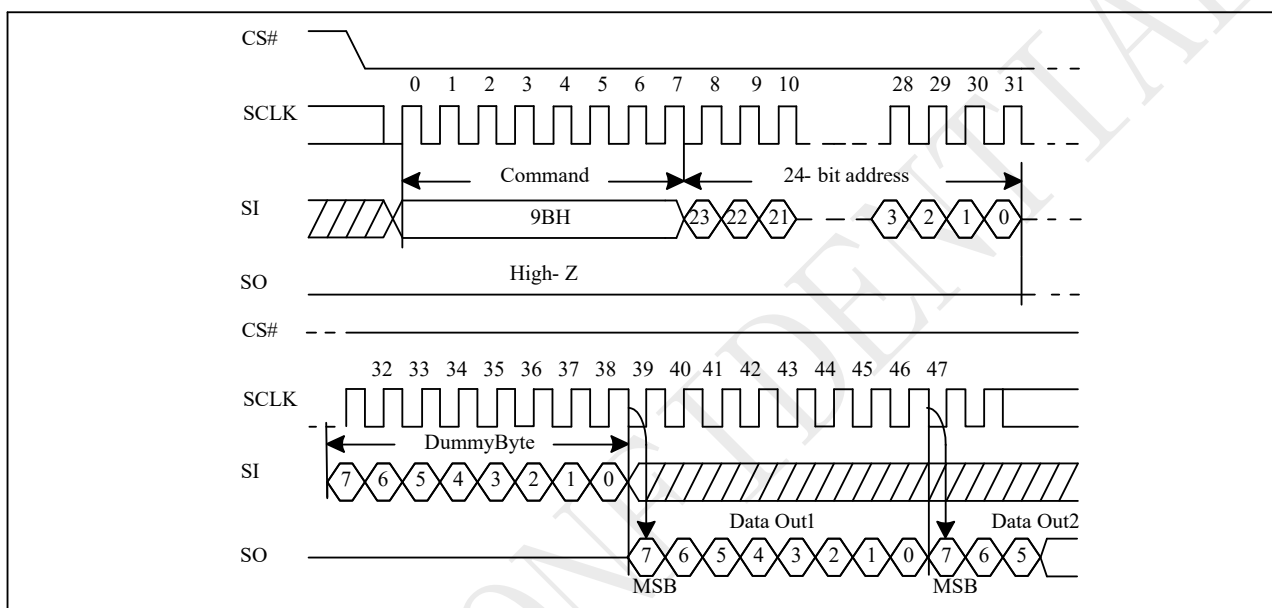 CS#
0 1 2 3 4 5 6 7 8 9 10 28 29 30 31
SCLK
Command 24- bit address
SI 9BH 23 22 21 3 2 1 0
High- Z
SO
CS#
32 33 34 35 36 37 38 39 40 41 42 43 44 45 46 47
SCLK
DummyByte
SI 7 6 5 4 3 2 1 0
Data Out1 Data Out2
SO 7 6 5 4 3 2 1 0 7 6 5
MSB MSB